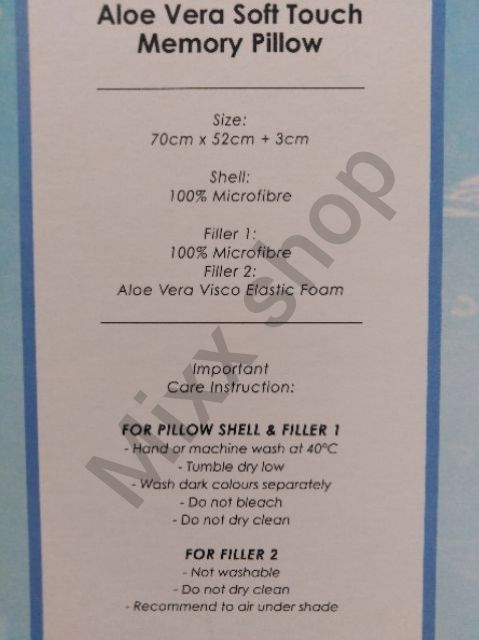 Aloe Vera Soft Touch
Memory Pillow
Size:
70cm x 52cm + 3cm
Shell:
100% Microfibre
Filler 1:
100% Microfibre
Filler 2:
Aloe Vera Visco Elastic Foam
Important
Care Instruction:
FOR PILLOW SHELL & FILLER 1
- Hand or machine wash at 40°C
- Tumble dry low
- Wash dark colours separately
- Do not bleach
- Do not dry clean
FOR FILLER 2
- Not washable
- Do not dry clean
- Recommend to air under shade
Mixx shop